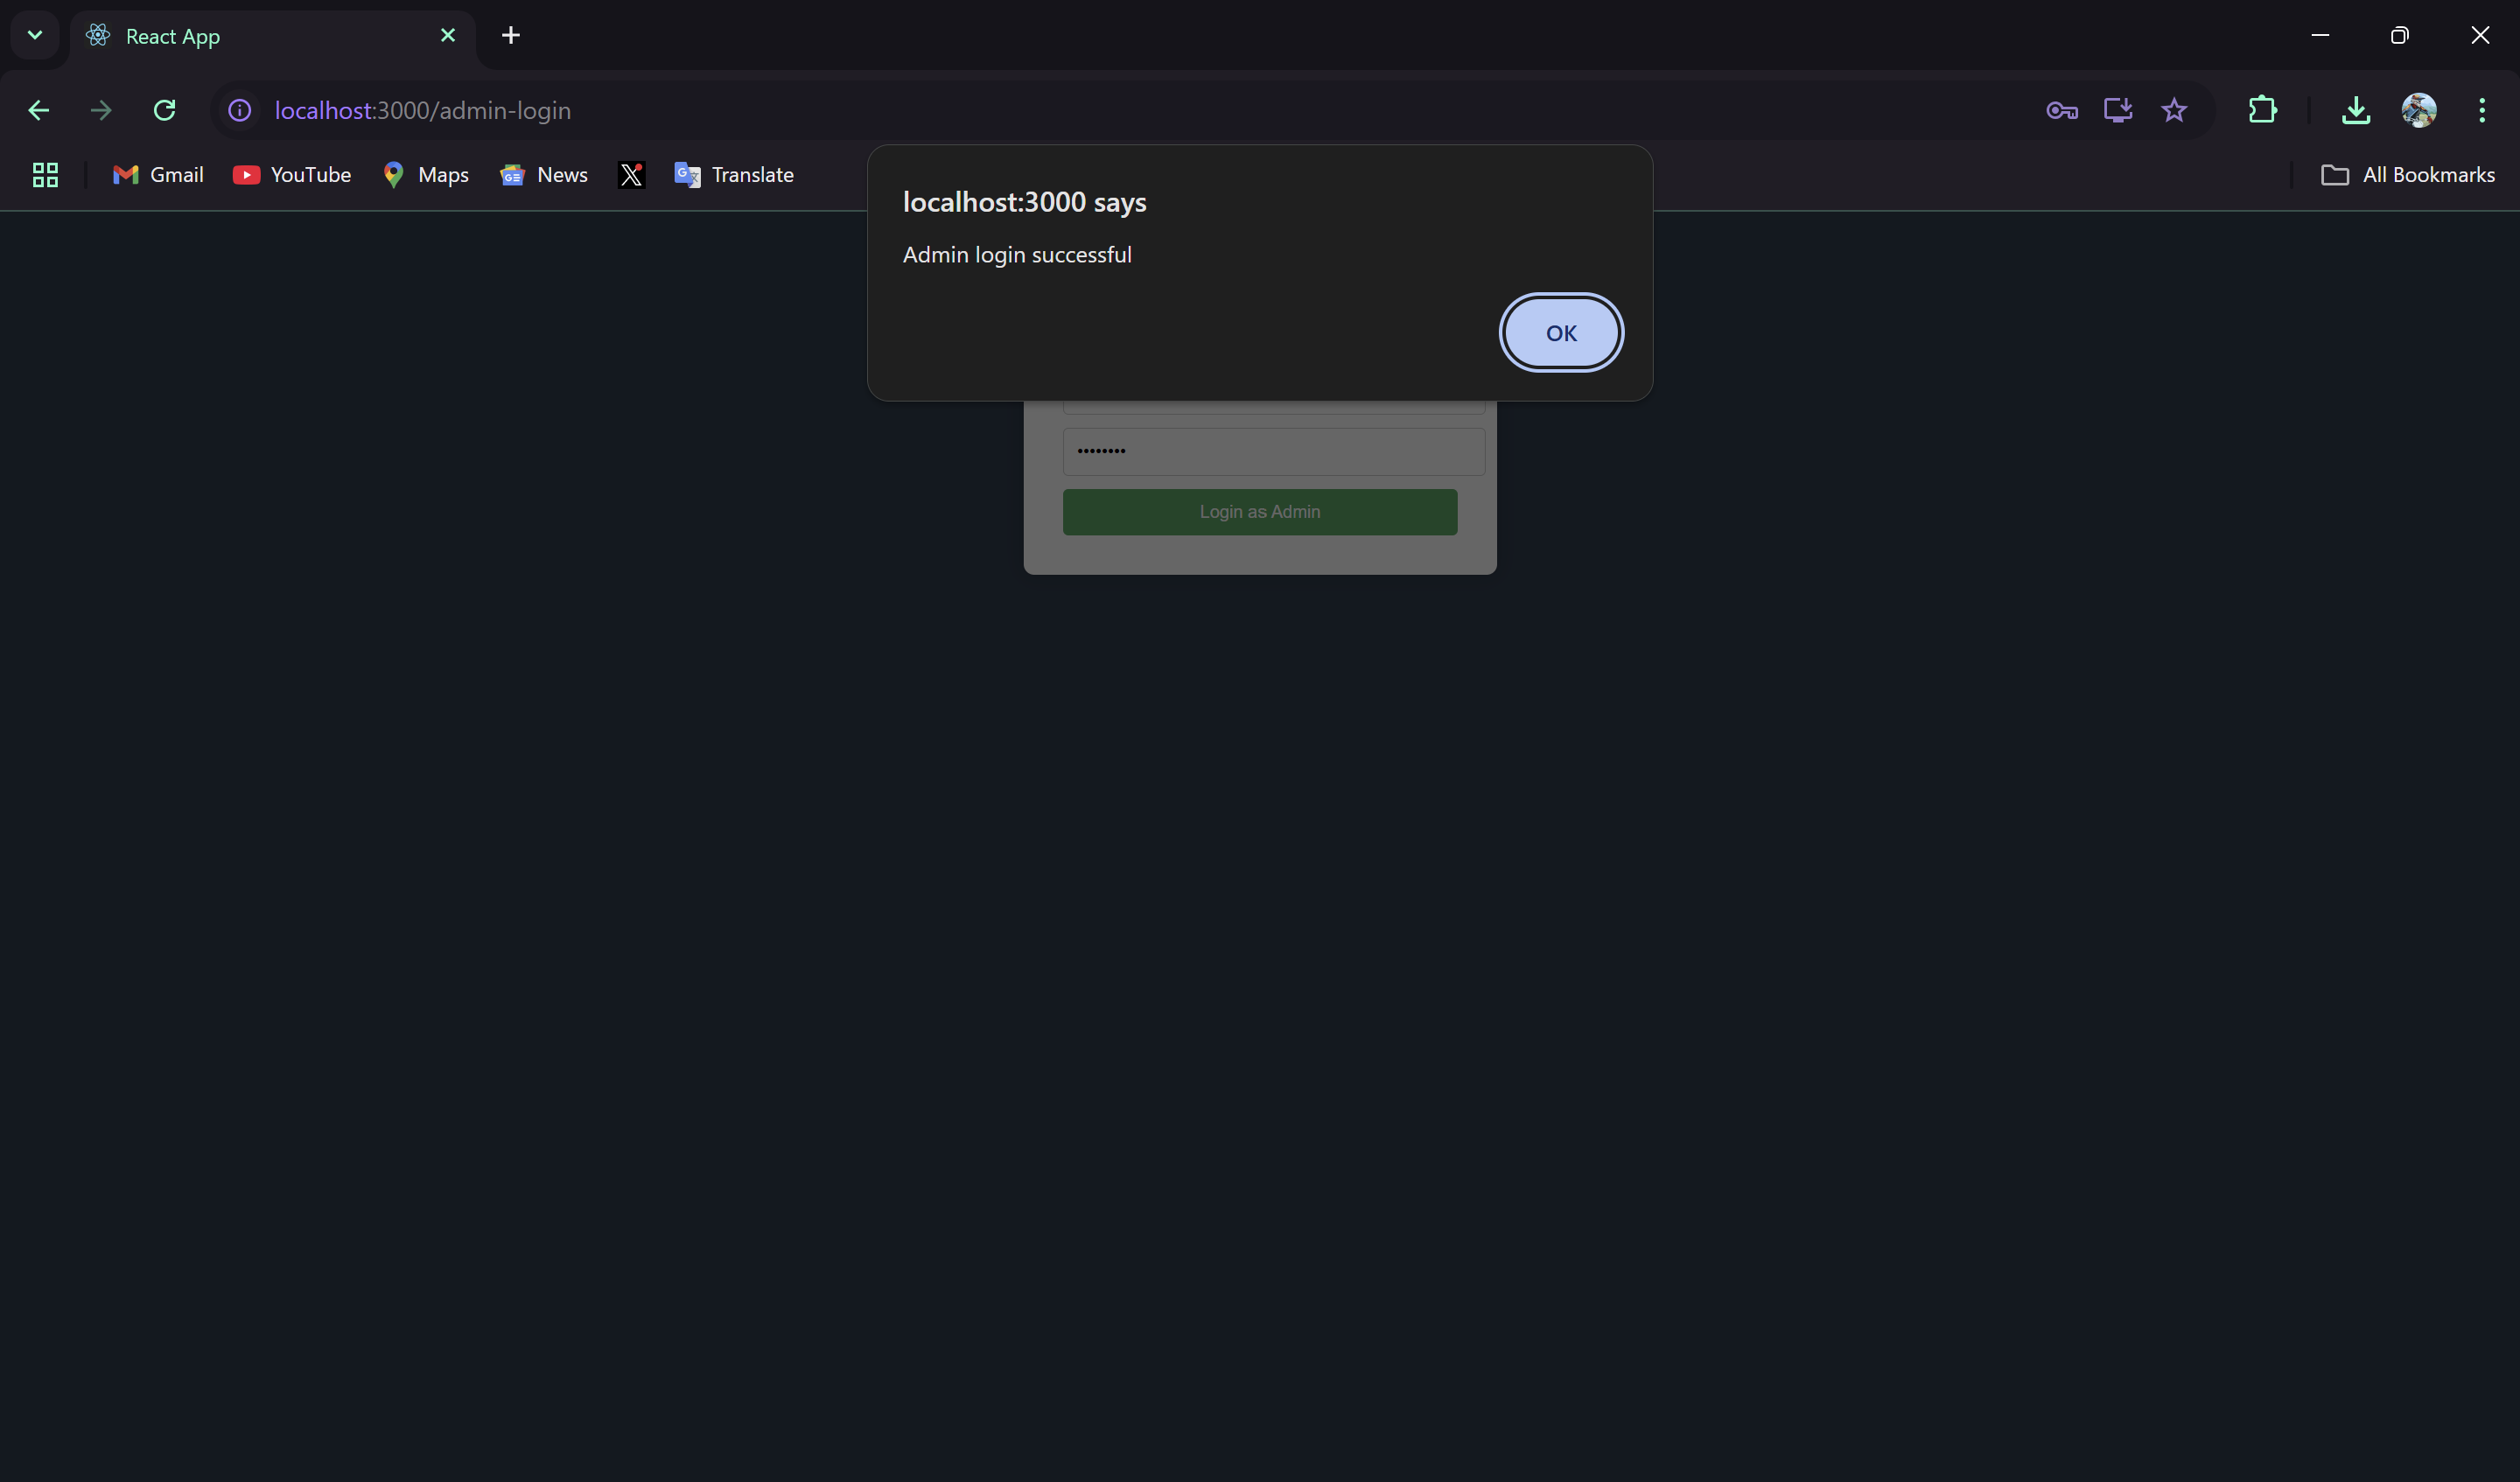 React App
localhost:3000/admin-login
Gmail YouTube Maps News Translate All Bookmarks
localhost:3000 says
Admin login successful
OK
••••••••
Login as Admin